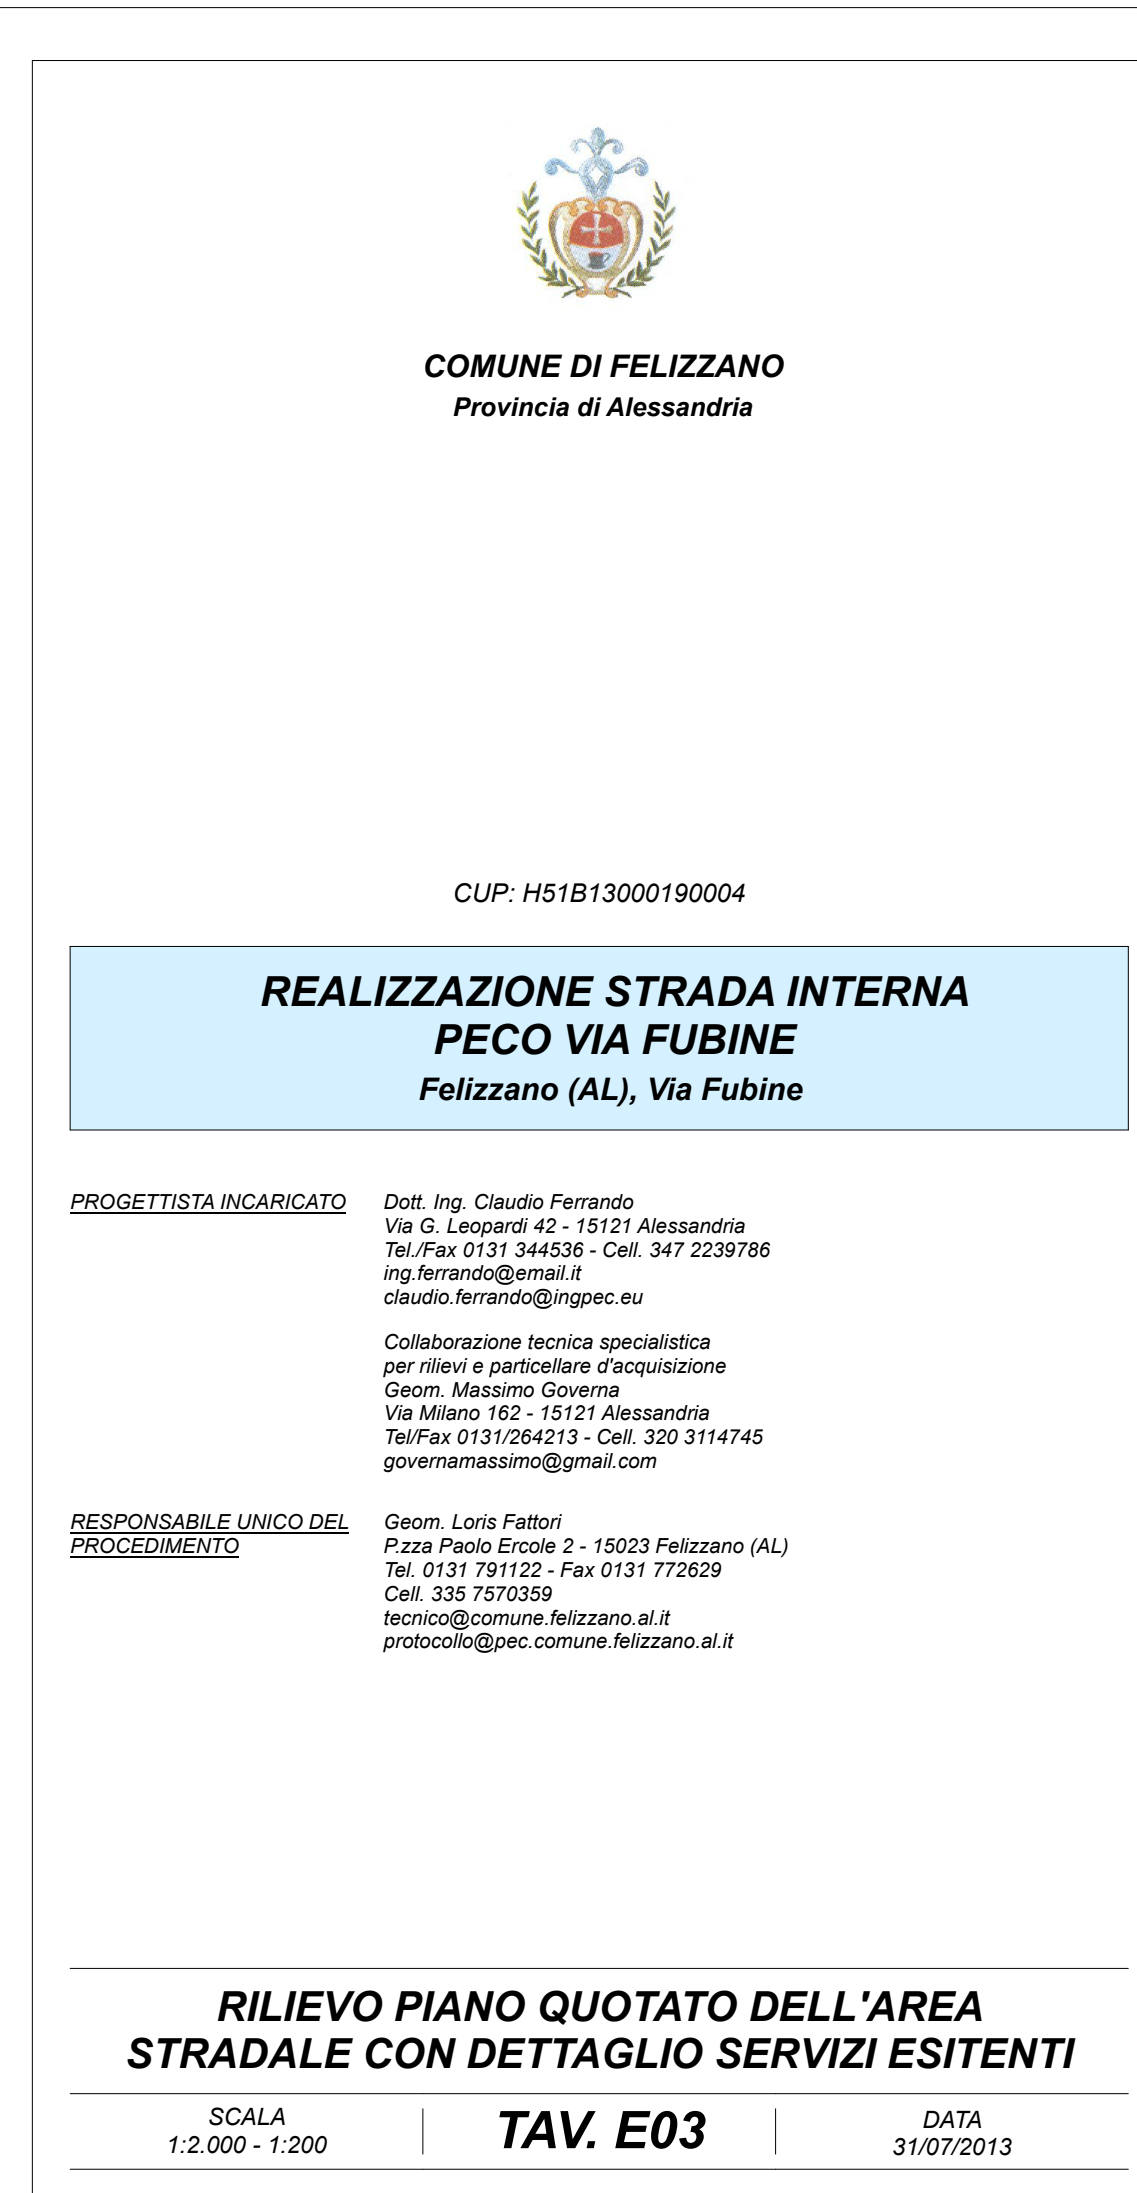 COMUNE DI FELIZZANO
Provincia di Alessandria
CUP: H51B13000190004
REALIZZAZIONE STRADA INTERNA
PECO VIA FUBINE
Felizzano (AL), Via Fubine
PROGETTISTA INCARICATO
Dott. Ing. Claudio Ferrando
Via G. Leopardi 42 - 15121 Alessandria
Tel./Fax 0131 344536 - Cell. 347 2239786
ing.ferrando@email.it
claudio.ferrando@ingpec.eu
Collaborazione tecnica specialistica
per rilievi e particellare d'acquisizione
Geom. Massimo Governa
Via Milano 162 - 15121 Alessandria
Tel/Fax 0131/264213 - Cell. 320 3114745
governamassimo@gmail.com
RESPONSABILE UNICO DEL
PROCEDIMENTO
Geom. Loris Fattori
P.zza Paolo Ercole 2 - 15023 Felizzano (AL)
Tel. 0131 791122 - Fax 0131 772629
Cell. 335 7570359
tecnico@comune.felizzano.al.it
protocollo@pec.comune.felizzano.al.it
RILIEVO PIANO QUOTATO DELL'AREA
STRADALE CON DETTAGLIO SERVIZI ESITENTI
SCALA
1:2.000 - 1:200
TAV. E03
DATA
31/07/2013